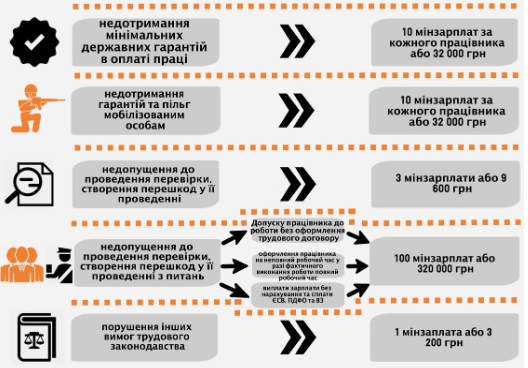 недотримання
мінімальних
державних гарантій
в оплаті праці
10 мінзарплат за
кожного працівника
або 32 000 грн
недотримання
гарантій та пільг
мобілізованим
особам
10 мінзарплат за
кожного працівника
або 32 000 грн
недопущення до
проведення перевірки,
створення перешкод у її
проведенні
3 мінзарплати або 9
600 грн
недопущення до
проведення перевірки,
створення перешкод у її
проведенні з питань
Допуску працівника до
роботи без оформлення
трудового договору
оформлення працівника
на неповний робочий час у
разі фактичного
виконання роботи повний
робочий час
виплати зарплати без
нарахування та сплати
ЄСВ, ПДФО та ВЗ
100 мінзарплат або
320 000 грн
порушення інших
вимог трудового
законодавства
1 мінзаплата або 3
200 грн